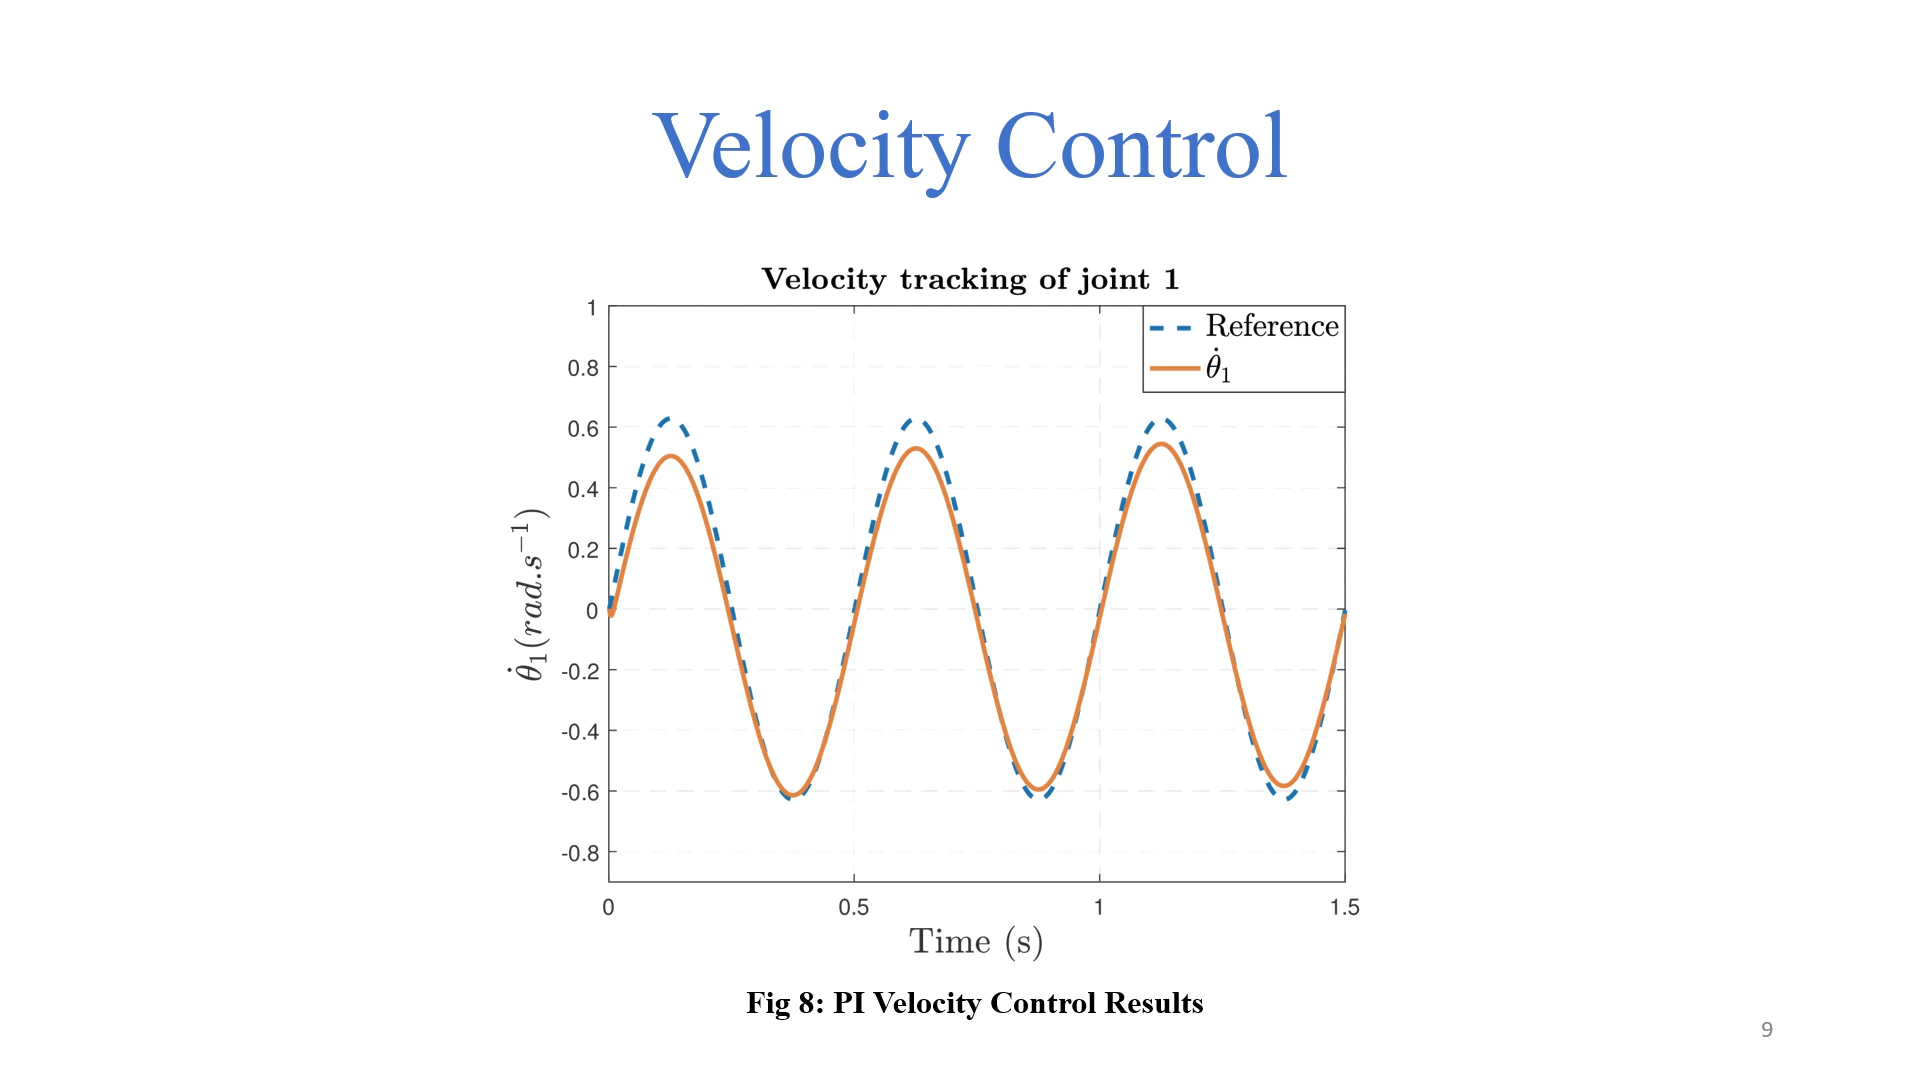 Velocity Control
Velocity tracking of joint 1
1
0.8
0.6
0.4
0.2
0
-0.2
-0.4
-0.6
-0.8
θ̇₁(rad.s⁻¹)
Reference
θ̇₁
0 0.5 1 1.5
Time (s)
Fig 8: PI Velocity Control Results
9